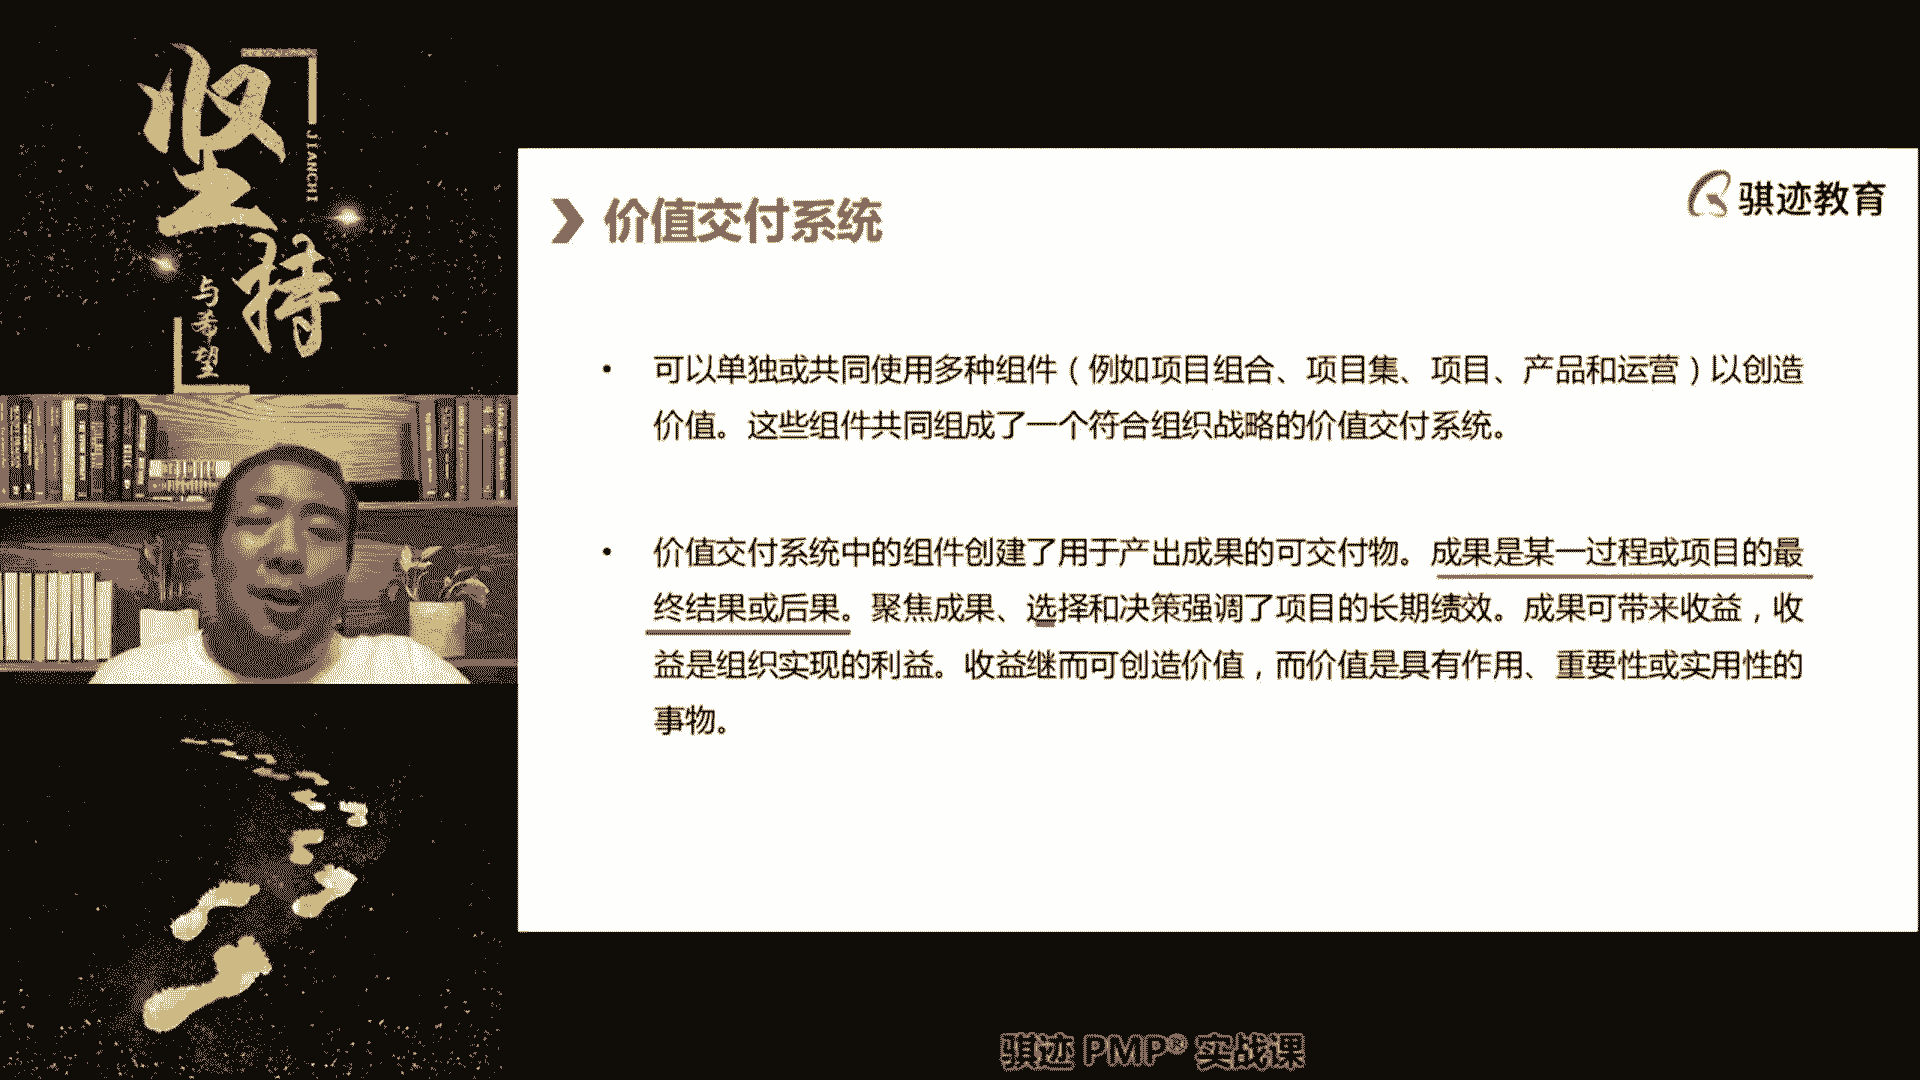 坚持
JIANCHI
与希望
骐迹教育
价值交付系统
• 可以单独或共同使用多种组件（例如项目组合、项目集、项目、产品和运营）以创造
价值。这些组件共同组成了一个符合组织战略的价值交付系统。
• 价值交付系统中的组件创建了用于产出成果的可交付物。成果是某一过程或项目的最
终结果或后果。聚焦成果、选择和决策强调了项目的长期绩效。成果可带来收益，收
益是组织实现的利益。收益继而可创造价值，而价值是具有作用、重要性或实用性的
事物。
骐迹 PMP® 实战课